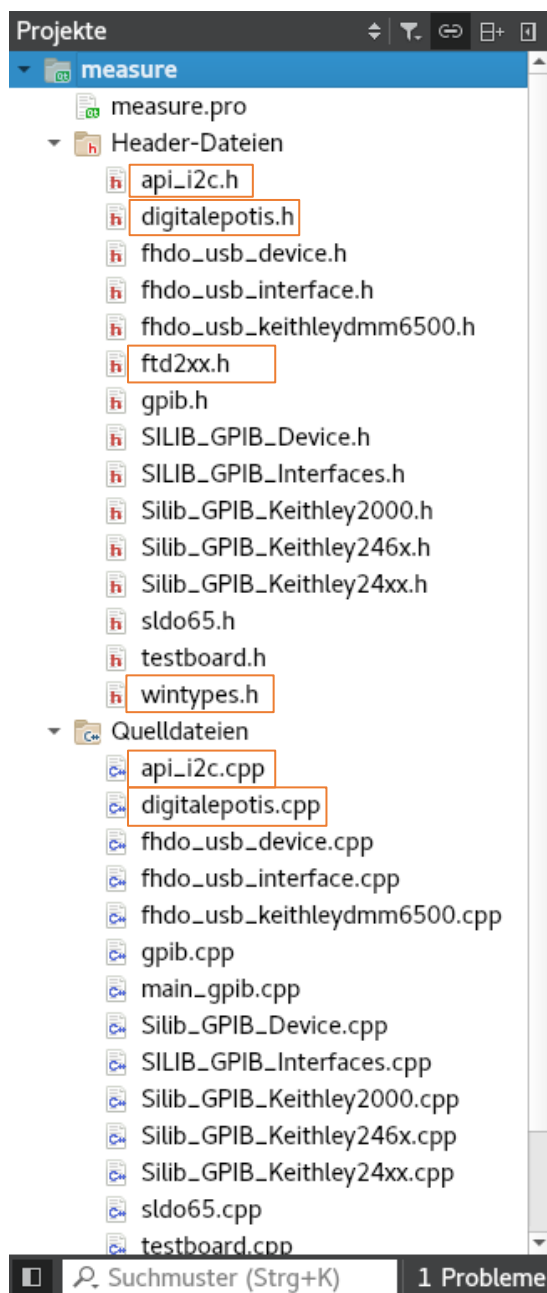 Projekte
measure
measure.pro
Header-Dateien
api_i2c.h
digitalepotis.h
fhdo_usb_device.h
fhdo_usb_interface.h
fhdo_usb_keithleydmm6500.h
ftd2xx.h
gpib.h
SILIB_GPIB_Device.h
SILIB_GPIB_Interfaces.h
Silib_GPIB_Keithley2000.h
Silib_GPIB_Keithley246x.h
Silib_GPIB_Keithley24xx.h
sldo65.h
testboard.h
wintypes.h
Quelldateien
api_i2c.cpp
digitalepotis.cpp
fhdo_usb_device.cpp
fhdo_usb_interface.cpp
fhdo_usb_keithleydmm6500.cpp
gpib.cpp
main_gpib.cpp
Silib_GPIB_Device.cpp
SILIB_GPIB_Interfaces.cpp
Silib_GPIB_Keithley2000.cpp
Silib_GPIB_Keithley246x.cpp
Silib_GPIB_Keithley24xx.cpp
sldo65.cpp
testboard.cpp
Suchmuster (Strg+K) 1 Probleme